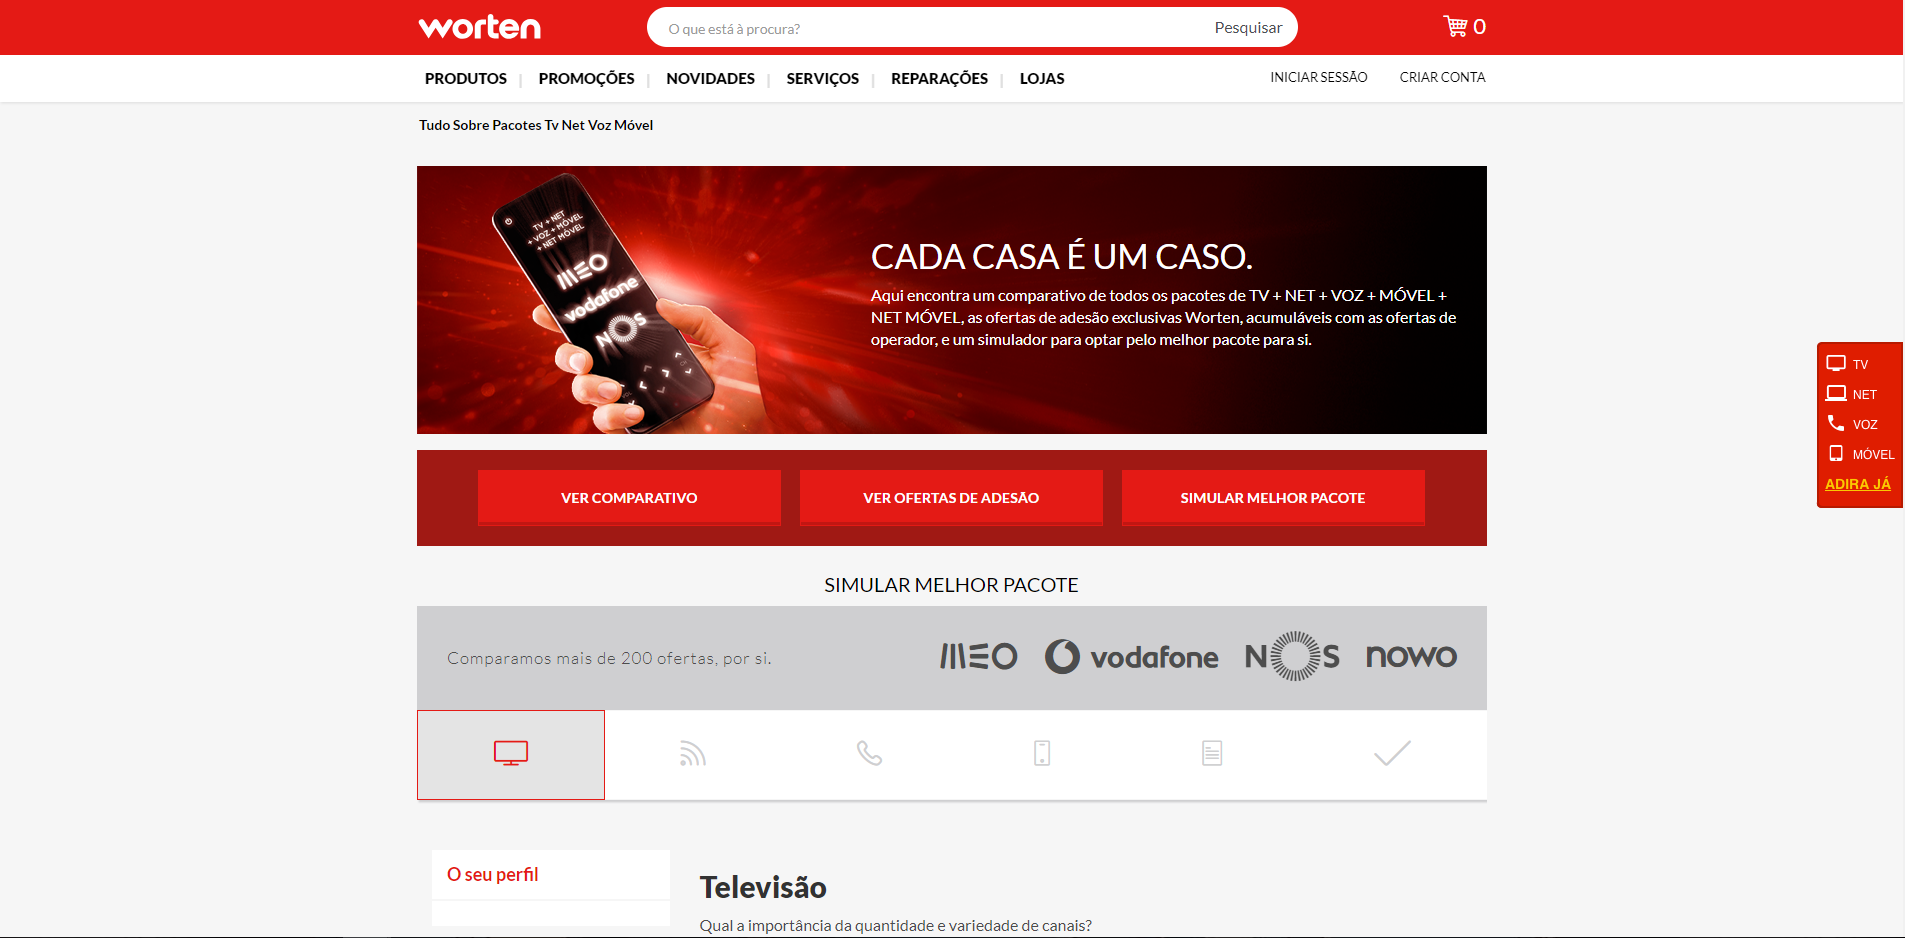 worten
O que está à procura?
Pesquisar
0
PRODUTOS | PROMOÇÕES | NOVIDADES | SERVIÇOS | REPARAÇÕES | LOJAS
INICIAR SESSÃO
CRIAR CONTA
Tudo Sobre Pacotes Tv Net Voz Móvel
TV + NET
+ VOZ + MÓVEL
+ NET MÓVEL
MEO
vodafone
NOS
CADA CASA É UM CASO.
Aqui encontra um comparativo de todos os pacotes de TV + NET + VOZ + MÓVEL +
NET MÓVEL, as ofertas de adesão exclusivas Worten, acumuláveis com as ofertas de
operador, e um simulador para optar pelo melhor pacote para si.
TV
NET
VOZ
MÓVEL
ADIRA JÁ
VER COMPARATIVO
VER OFERTAS DE ADESÃO
SIMULAR MELHOR PACOTE
SIMULAR MELHOR PACOTE
Comparamos mais de 200 ofertas, por si.
MEO
vodafone
NOS
nowo
O seu perfil
Televisão
Qual a importância da quantidade e variedade de canais?